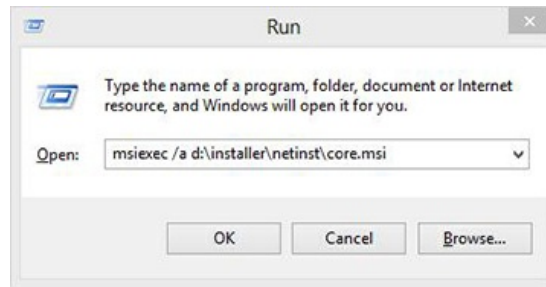 Run
Type the name of a program, folder, document or Internet
resource, and Windows will open it for you.
Open: msiexec /a d:\installer\netinst\core.msi
OK Cancel Browse...